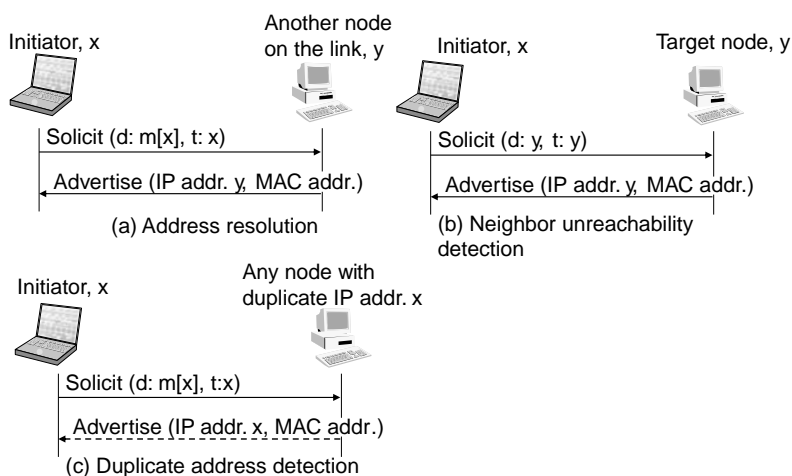 Initiator, x
Another node
on the link, y
Solicit (d: m[x], t: x)
Advertise (IP addr. y, MAC addr.)
(a) Address resolution
Initiator, x
Target node, y
Solicit (d: y, t: y)
Advertise (IP addr. y, MAC addr.)
(b) Neighbor unreachability
detection
Initiator, x
Any node with
duplicate IP addr. x
Solicit (d: m[x], t:x)
Advertise (IP addr. x, MAC addr.)
(c) Duplicate address detection